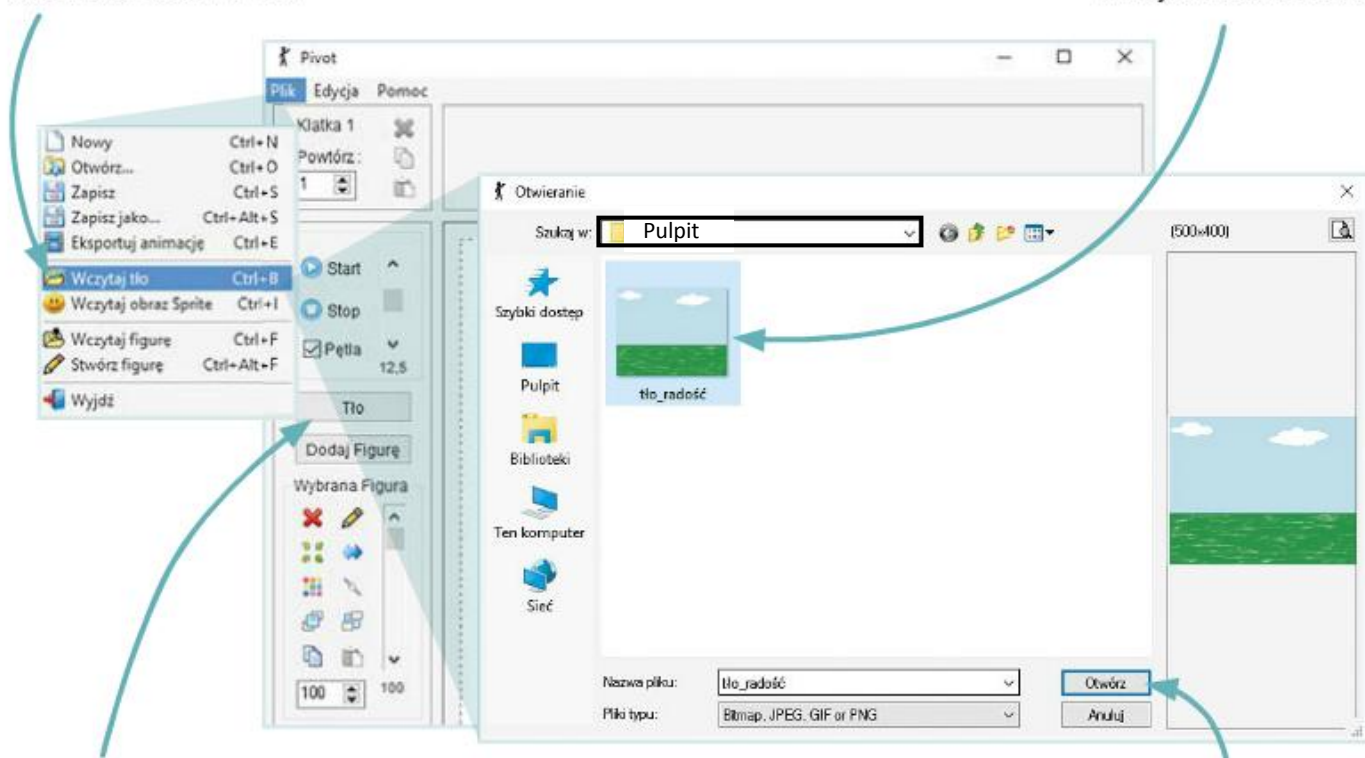 Pivot
Plik Edycja Pomoc
Klatka 1
Powtórz:
1
Nowy Ctrl+N
Otwórz... Ctrl+O
Zapisz Ctrl+S
Zapisz jako... Ctrl+Alt+S
Eksportuj animację Ctrl+E
Wczytaj tło Ctrl+B
Wczytaj obraz Sprite Ctrl+I
Wczytaj figurę Ctrl+F
Stwórz figurę Ctrl+Alt+F
Wyjdź
Start
Stop
Pętla
12,5
Tło
Dodaj Figurę
Wybrana Figura
100
100
Otwieranie
Szukaj w: Pulpit
(500x400)
Szybki dostęp
Pulpit
Biblioteki
Ten komputer
Sieć
tło_radość
Nazwa pliku: tło_radość
Otwórz
Pliki typu: Bitmap, JPEG, GIF or PNG
Anuluj